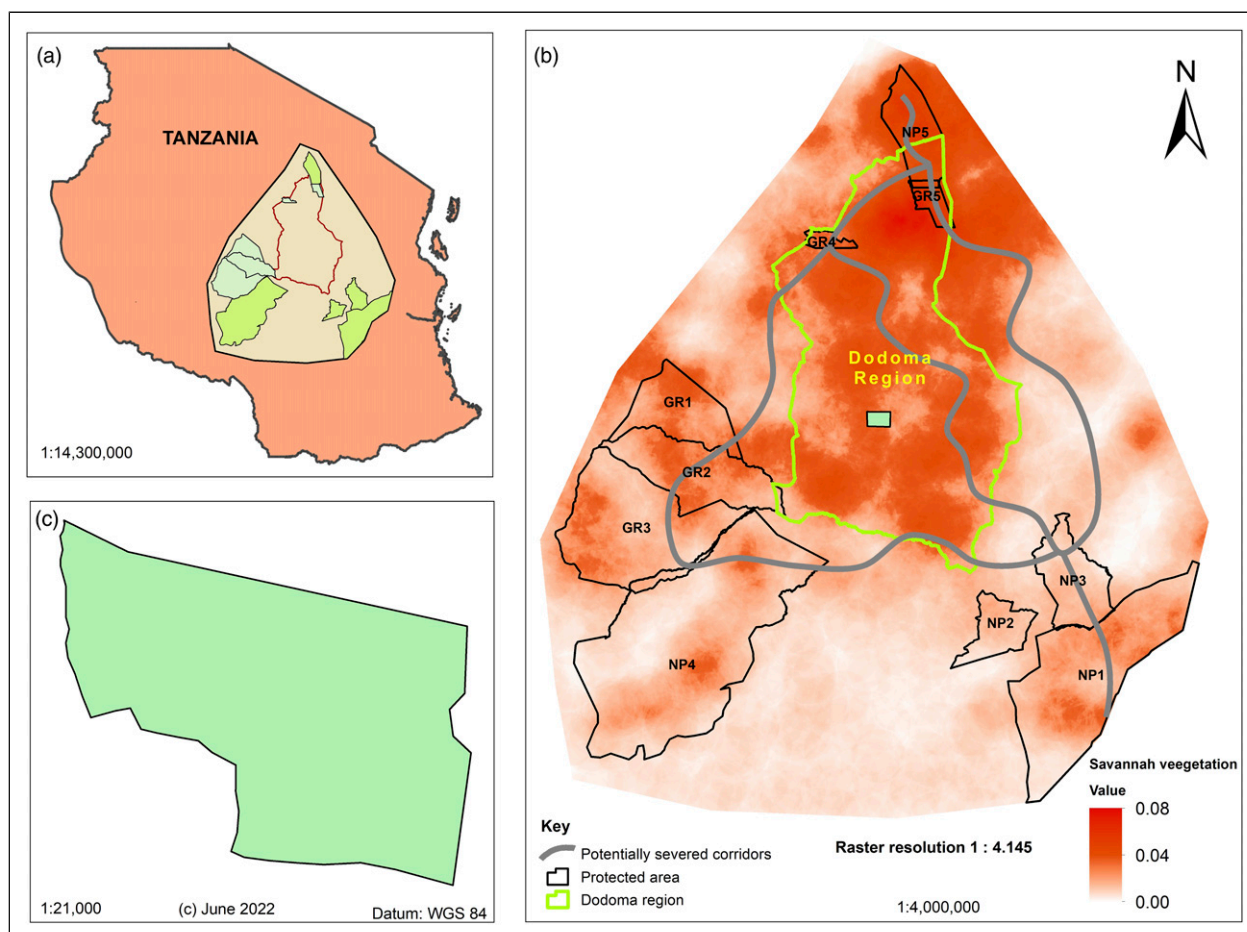 (a)
TANZANIA
1:14,300,000
(c)
1:21,000
(c) June 2022
Datum: WGS 84
(b)
N
NP5
GR5
GR4
Dodoma
Region
GR1
GR2
GR3
NP3
NP2
NP4
NP1
Savannah veegetation
Value
0.08
0.04
0.00
Key
Potentially severed corridors
Protected area
Dodoma region
Raster resolution 1 : 4.145
1:4,000,000